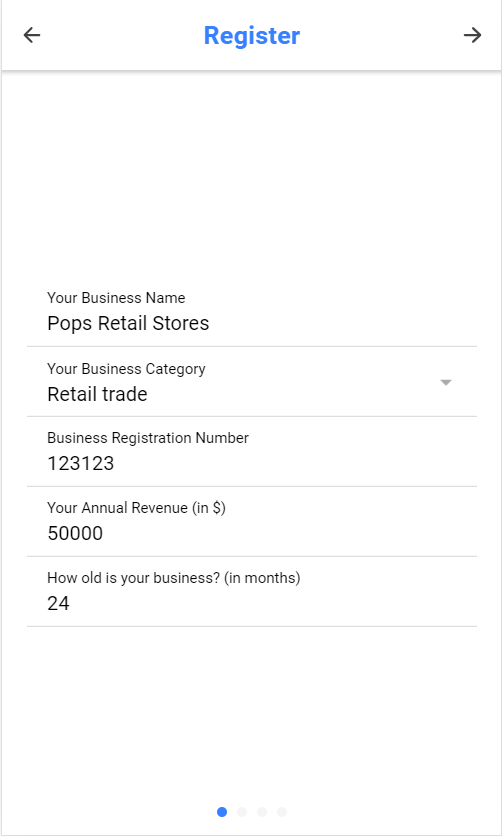 Register
Your Business Name
Pops Retail Stores
Your Business Category
Retail trade
Business Registration Number
123123
Your Annual Revenue (in $)
50000
How old is your business? (in months)
24